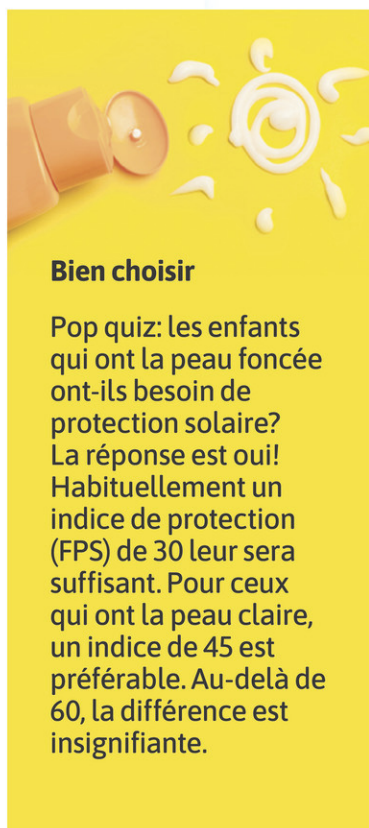 Bien choisir
Pop quiz: les enfants
qui ont la peau foncée
ont-ils besoin de
protection solaire?
La réponse est oui!
Habituellement un
indice de protection
(FPS) de 30 leur sera
suffisant. Pour ceux
qui ont la peau claire,
un indice de 45 est
préférable. Au-delà de
60, la différence est
insignifiante.